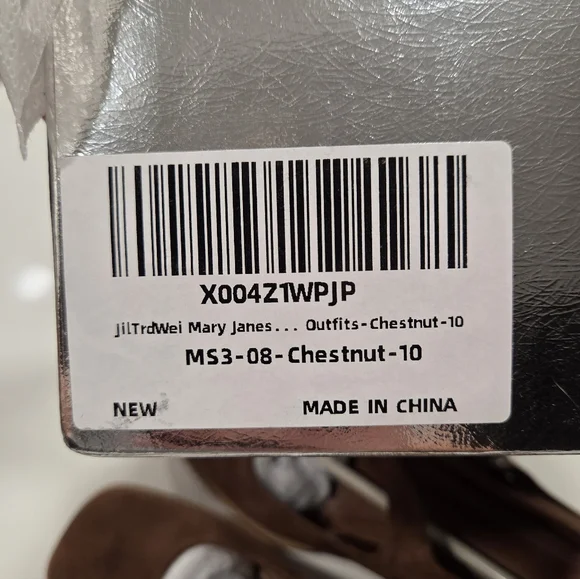 X004Z1WPJP
JilTrdWei Mary Janes... Outfits-Chestnut-10
MS3-08-Chestnut-10
NEW MADE IN CHINA